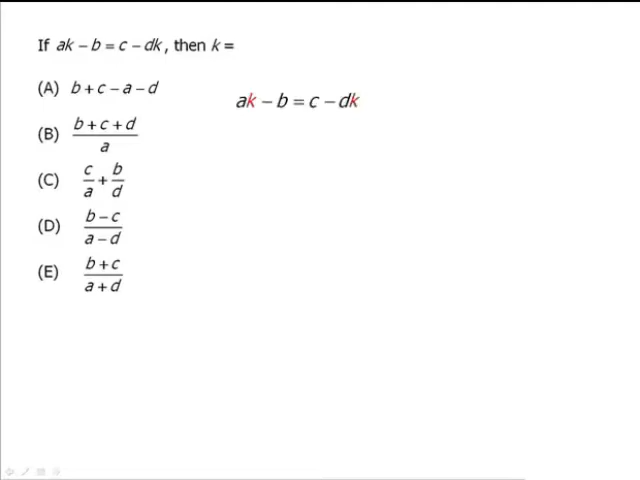 If ak − b = c − dk, then k =
(A) b + c − a − d
ak − b = c − dk
(B) (b + c + d)/a
(C) c/a + b/d
(D) (b − c)/(a − d)
(E) (b + c)/(a + d)